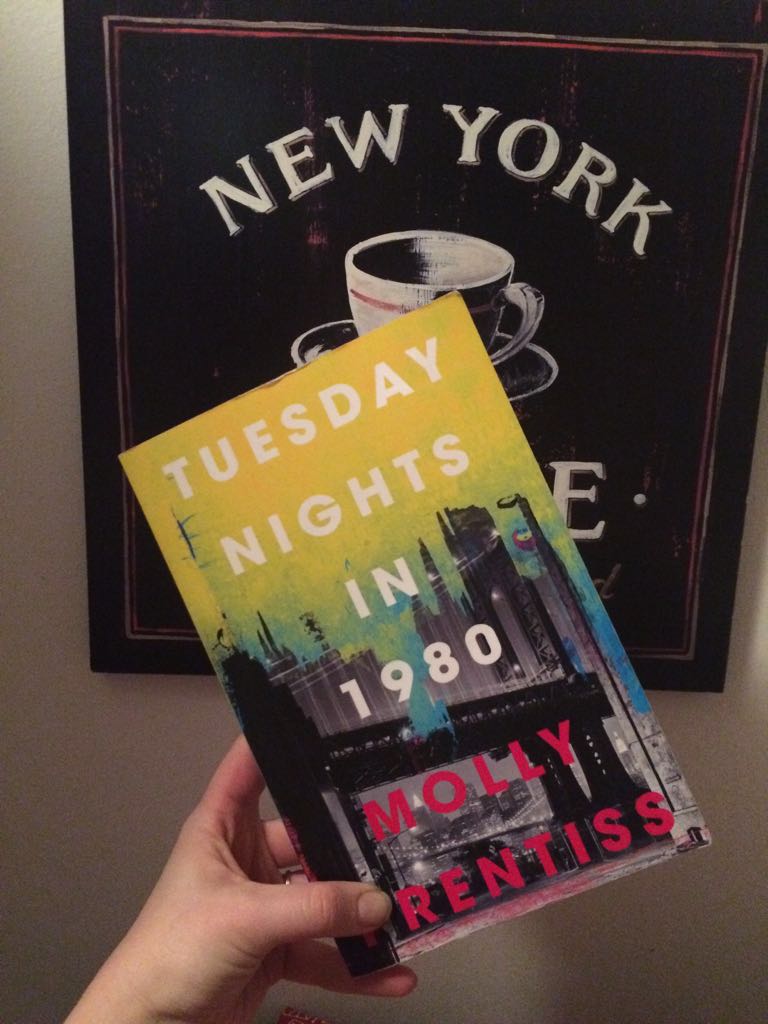 NEW YORK
E.
TUESDAY
NIGHTS
IN
1980
MOLLY
PRENTISS